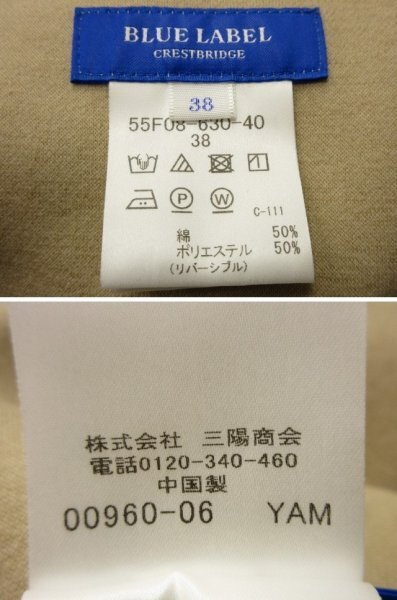 BLUE LABEL
CRESTBRIDGE
38
55F08-630-40
38
C-111
綿 50%
ポリエステル 50%
(リバーシブル)
株式会社 三陽商会
電話0120-340-460
中国製
00960-06 YAM